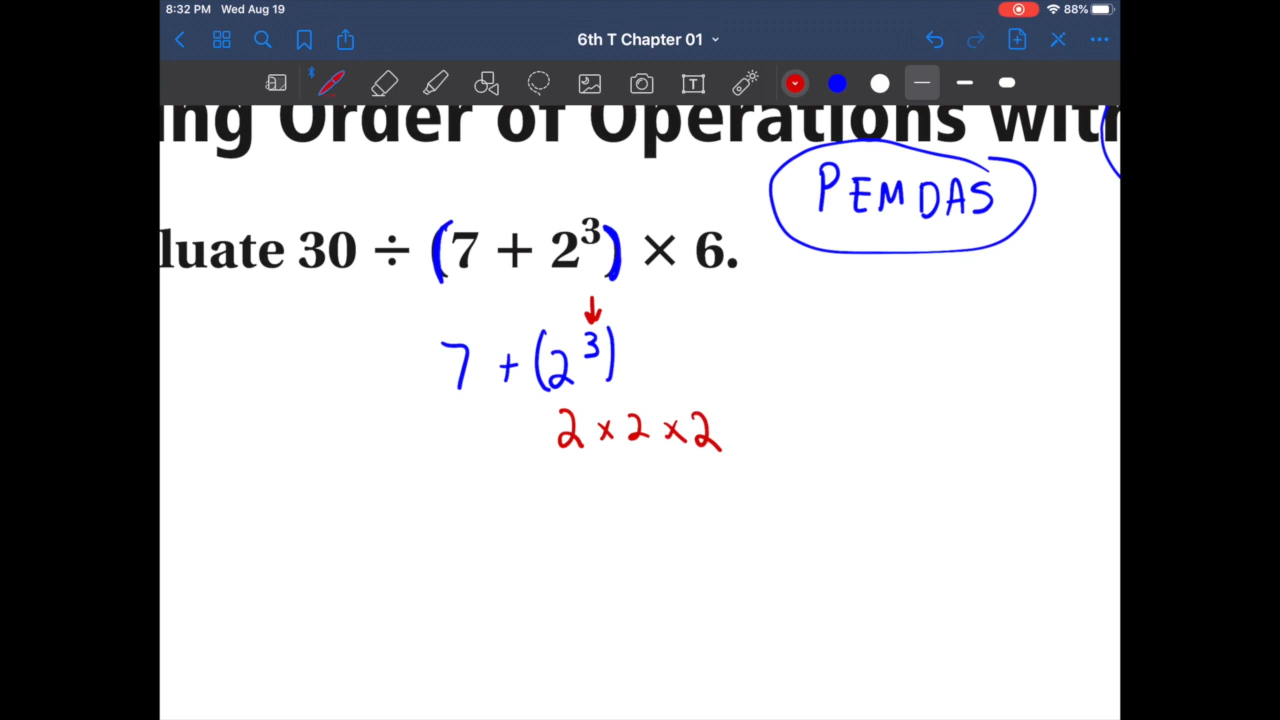 8:32 PM Wed Aug 19 88%
6th T Chapter 01
T
ing Order of Operations with
PEMDAS
luate 30 ÷ (7 + 2³) × 6.
7 + (2³)
2 × 2 × 2